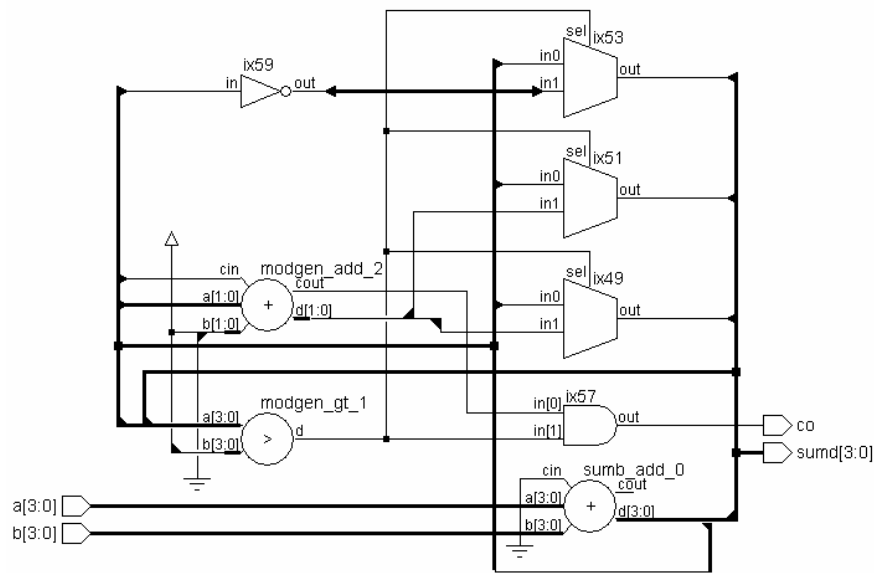 sel
ix53
in0
out
in1
ix59
in
out
sel
ix51
in0
out
in1
cin
modgen_add_2
cout
a[1:0]
+
d[1:0]
b[1:0]
sel
ix49
in0
out
in1
modgen_gt_1
a[3:0]
>
d
b[3:0]
ix57
in[0]
out
in[1]
co
sumd[3:0]
cin
sumb_add_0
cout
a[3:0]
a[3:0]
+
d[3:0]
b[3:0]
b[3:0]